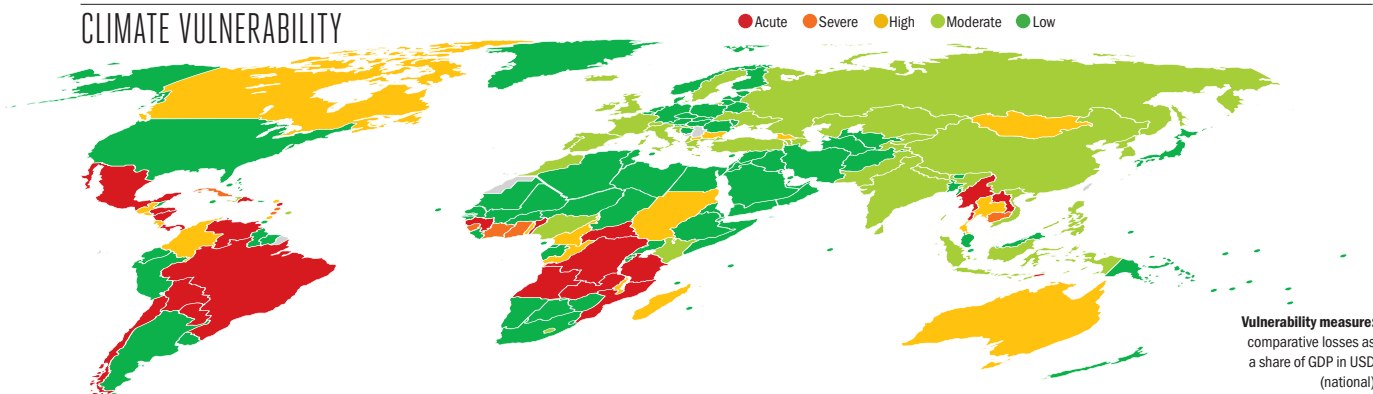 CLIMATE VULNERABILITY
Acute Severe High Moderate Low
Vulnerability measure:
comparative losses as
a share of GDP in USD
(national)